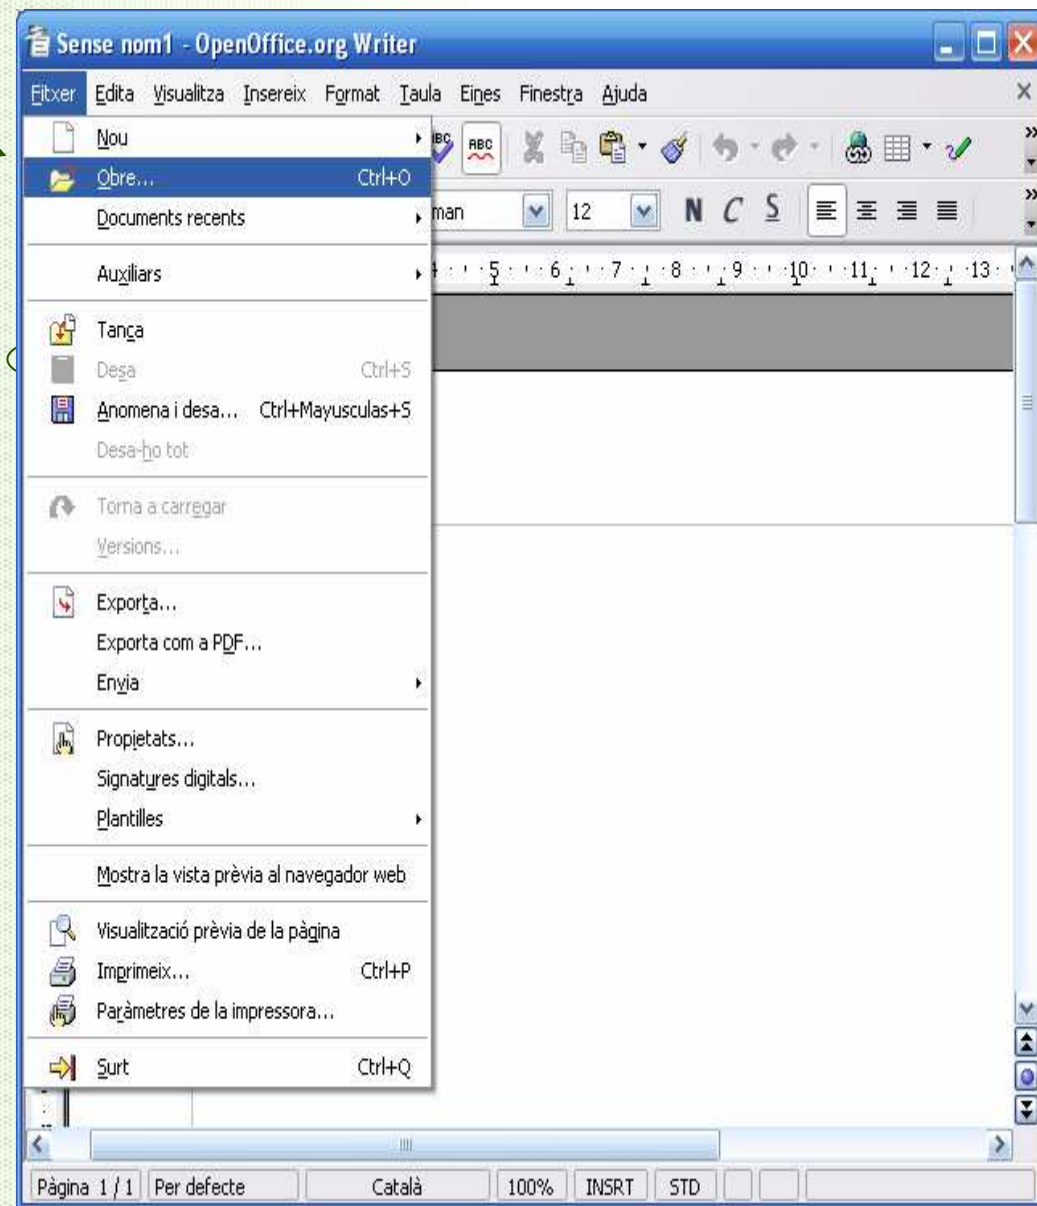 Sense nom1 - OpenOffice.org Writer
Fitxer Edita Visualitza Insereix Format Taula Eines Finestra Ajuda
Nou
ABC
Obre... Ctrl+O
Documents recents
man 12 N C S
Auxiliars
5 6 7 8 9 10 11 12 13
Tanca
Desa Ctrl+S
Anomena i desa... Ctrl+Mayusculas+S
Desa-ho tot
Torna a carregar
Versions...
Exporta...
Exporta com a PDF...
Envia
Propietats...
Signatures digitals...
Plantilles
Mostra la vista prèvia al navegador web
Visualització prèvia de la pàgina
Imprimeix... Ctrl+P
Paràmetres de la impressora...
Surt Ctrl+Q
Pàgina 1 / 1 Per defecte Català 100% INSRT STD